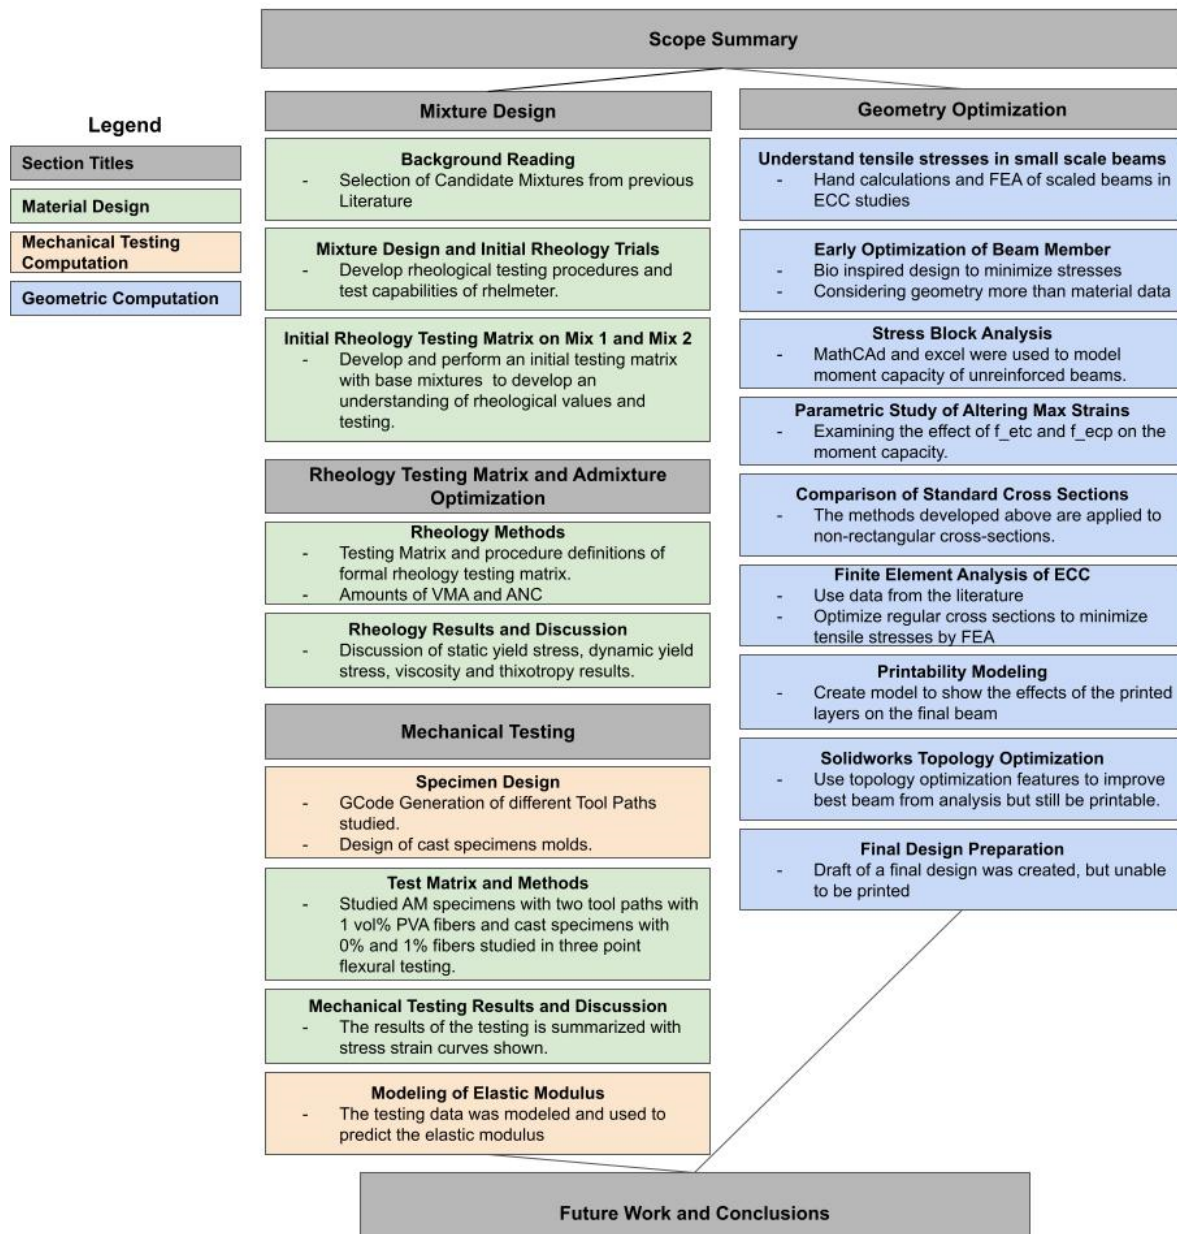 Scope Summary
Legend
Section Titles
Material Design
Mechanical Testing
Computation
Geometric Computation
Mixture Design
Background Reading
- Selection of Candidate Mixtures from previous
Literature
Mixture Design and Initial Rheology Trials
- Develop rheological testing procedures and
test capabilities of rhelmeter.
Initial Rheology Testing Matrix on Mix 1 and Mix 2
- Develop and perform an initial testing matrix
with base mixtures to develop an
understanding of rheological values and
testing.
Rheology Testing Matrix and Admixture
Optimization
Rheology Methods
- Testing Matrix and procedure definitions of
formal rheology testing matrix.
- Amounts of VMA and ANC
Rheology Results and Discussion
- Discussion of static yield stress, dynamic yield
stress, viscosity and thixotropy results.
Mechanical Testing
Specimen Design
- GCode Generation of different Tool Paths
studied.
- Design of cast specimens molds.
Test Matrix and Methods
- Studied AM specimens with two tool paths with
1 vol% PVA fibers and cast specimens with
0% and 1% fibers studied in three point
flexural testing.
Mechanical Testing Results and Discussion
- The results of the testing is summarized with
stress strain curves shown.
Modeling of Elastic Modulus
- The testing data was modeled and used to
predict the elastic modulus
Geometry Optimization
Understand tensile stresses in small scale beams
- Hand calculations and FEA of scaled beams in
ECC studies
Early Optimization of Beam Member
- Bio inspired design to minimize stresses
- Considering geometry more than material data
Stress Block Analysis
- MathCAd and excel were used to model
moment capacity of unreinforced beams.
Parametric Study of Altering Max Strains
- Examining the effect of f_etc and f_ecp on the
moment capacity.
Comparison of Standard Cross Sections
- The methods developed above are applied to
non-rectangular cross-sections.
Finite Element Analysis of ECC
- Use data from the literature
- Optimize regular cross sections to minimize
tensile stresses by FEA
Printability Modeling
- Create model to show the effects of the printed
layers on the final beam
Solidworks Topology Optimization
- Use topology optimization features to improve
best beam from analysis but still be printable.
Final Design Preparation
- Draft of a final design was created, but unable
to be printed
Future Work and Conclusions